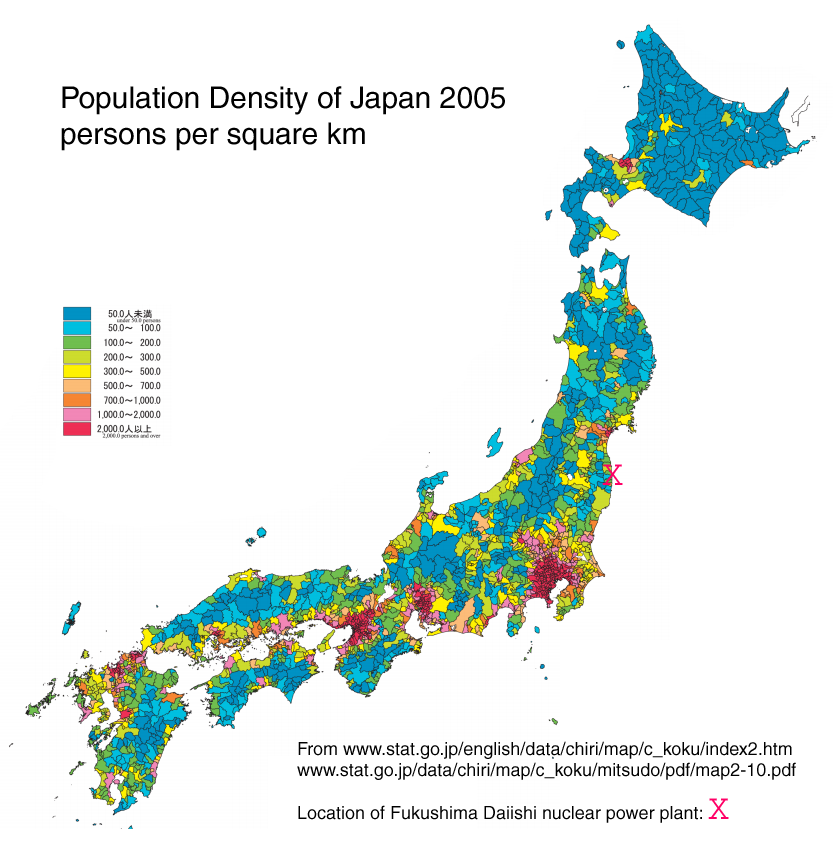 Population Density of Japan 2005
persons per square km
50.0人未満
under 50.0 persons
50.0～ 100.0
100.0～ 200.0
200.0～ 300.0
300.0～ 500.0
500.0～ 700.0
700.0～1,000.0
1,000.0～2,000.0
2,000.0人以上
2,000.0 persons and over
X
From www.stat.go.jp/english/data/chiri/map/c_koku/index2.htm
www.stat.go.jp/data/chiri/map/c_koku/mitsudo/pdf/map2-10.pdf
Location of Fukushima Daiishi nuclear power plant: X